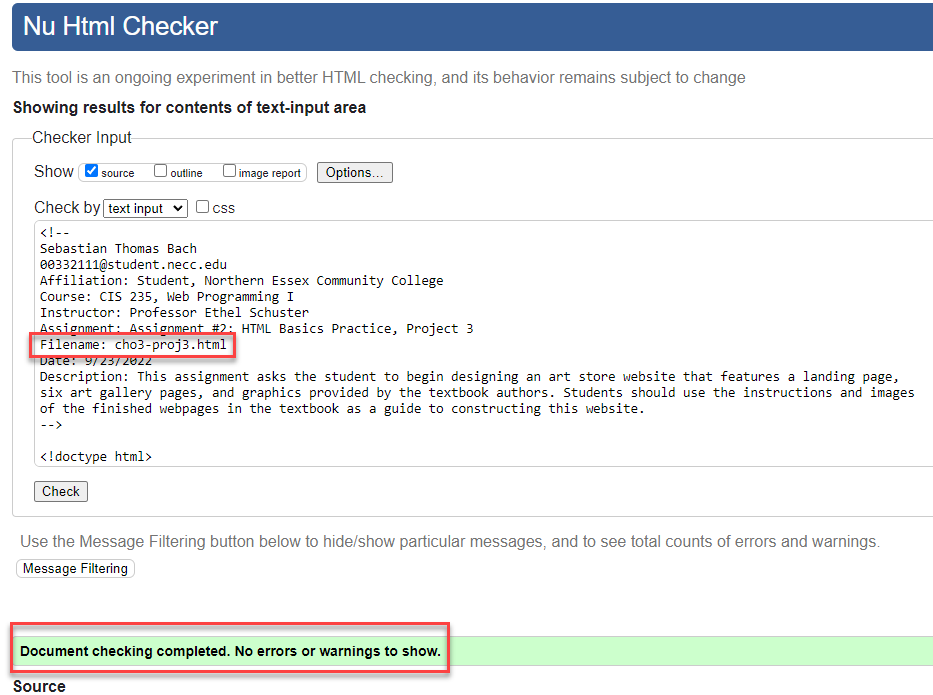 Nu Html Checker
This tool is an ongoing experiment in better HTML checking, and its behavior remains subject to change
Showing results for contents of text-input area
Checker Input
Show source outline image report Options...
Check by text input css
<!--
Sebastian Thomas Bach
00332111@student.necc.edu
Affiliation: Student, Northern Essex Community College
Course: CIS 235, Web Programming I
Instructor: Professor Ethel Schuster
Assignment: Assignment #2: HTML Basics Practice, Project 3
Filename: cho3-proj3.html
Date: 9/23/2022
Description: This assignment asks the student to begin designing an art store website that features a landing page,
six art gallery pages, and graphics provided by the textbook authors. Students should use the instructions and images
of the finished webpages in the textbook as a guide to constructing this website.
-->
<!doctype html>
Check
Use the Message Filtering button below to hide/show particular messages, and to see total counts of errors and warnings.
Message Filtering
Document checking completed. No errors or warnings to show.
Source